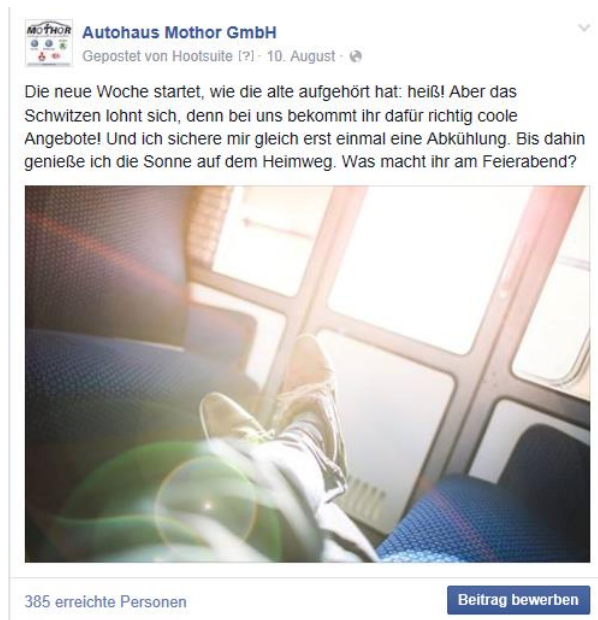 MOTHOR
Autohaus Mothor GmbH
Gepostet von Hootsuite [?] · 10. August ·
Die neue Woche startet, wie die alte aufgehört hat: heiß! Aber das
Schwitzen lohnt sich, denn bei uns bekommt ihr dafür richtig coole
Angebote! Und ich sichere mir gleich erst einmal eine Abkühlung. Bis dahin
genieße ich die Sonne auf dem Heimweg. Was macht ihr am Feierabend?
385 erreichte Personen
Beitrag bewerben